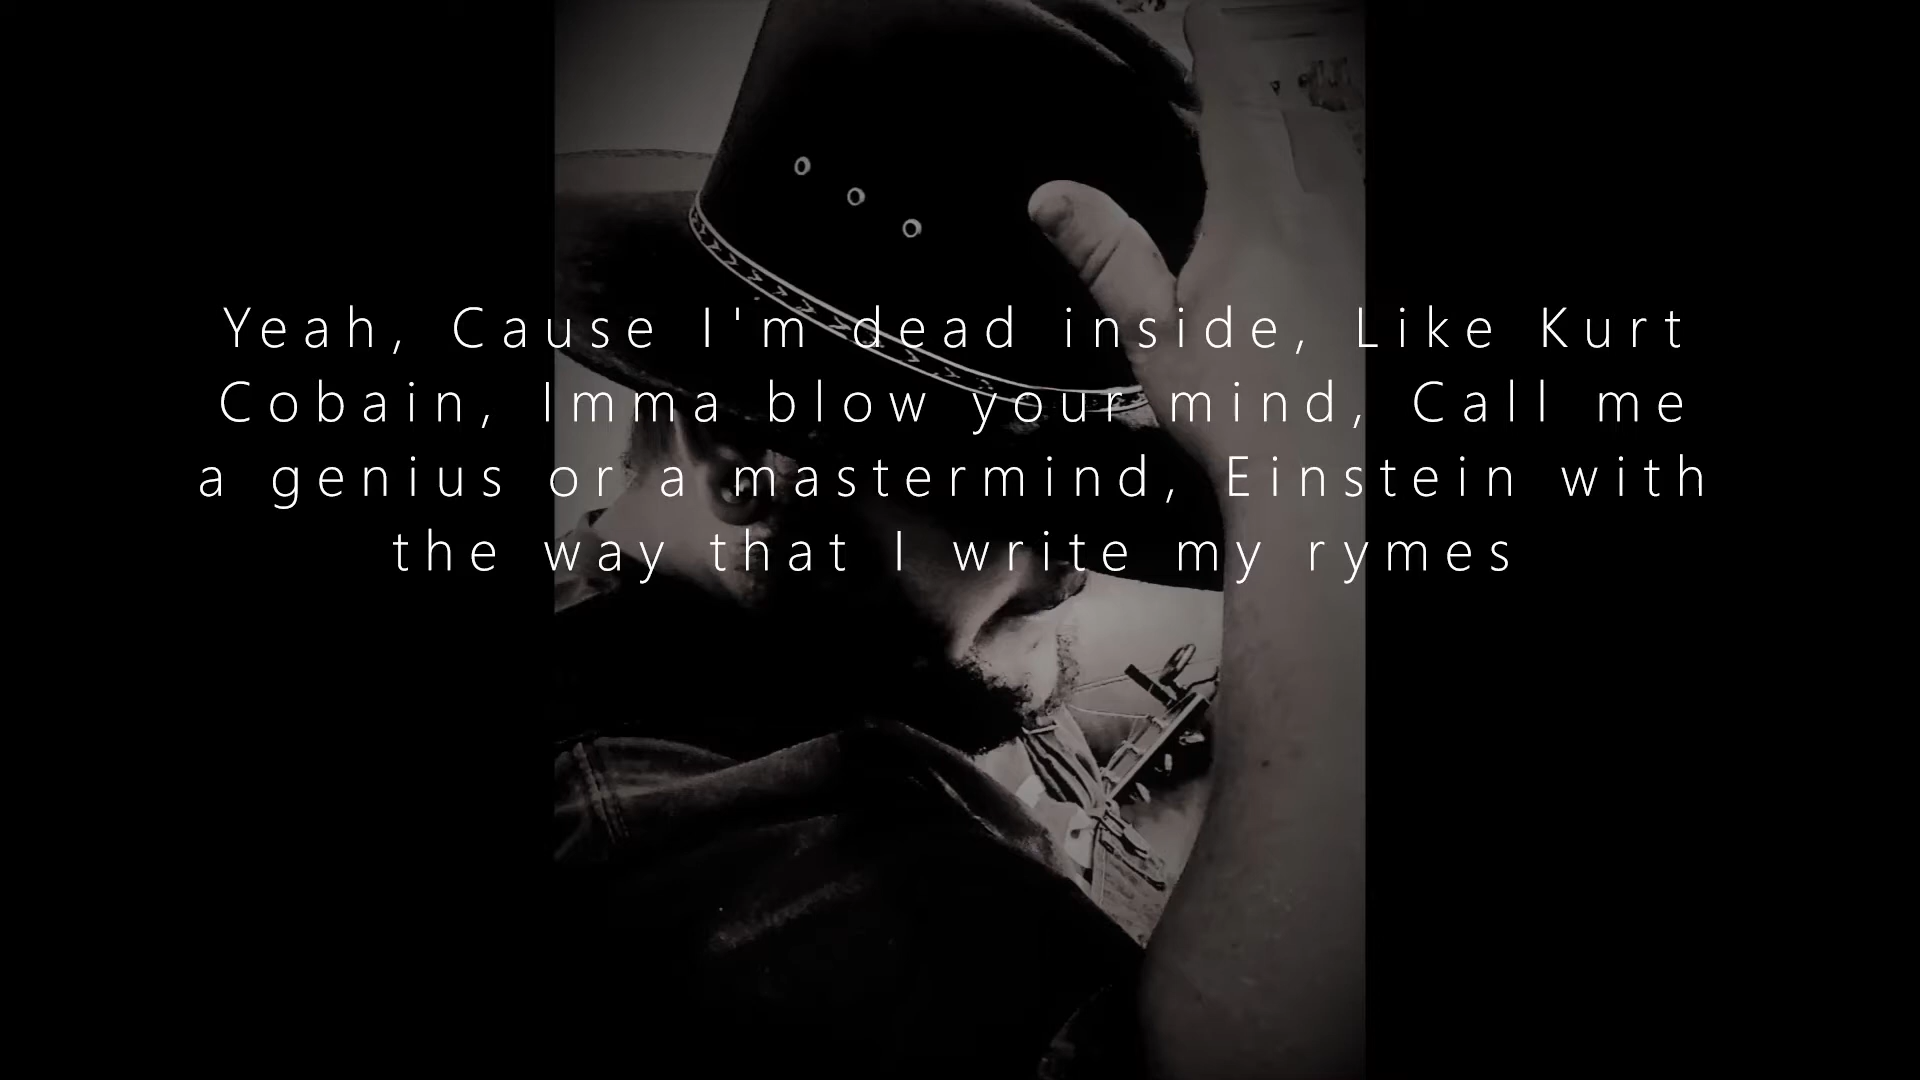 Yeah, Cause I'm dead inside, Like Kurt
Cobain, Imma blow your mind, Call me
a genius or a mastermind, Einstein with
the way that I write my rymes